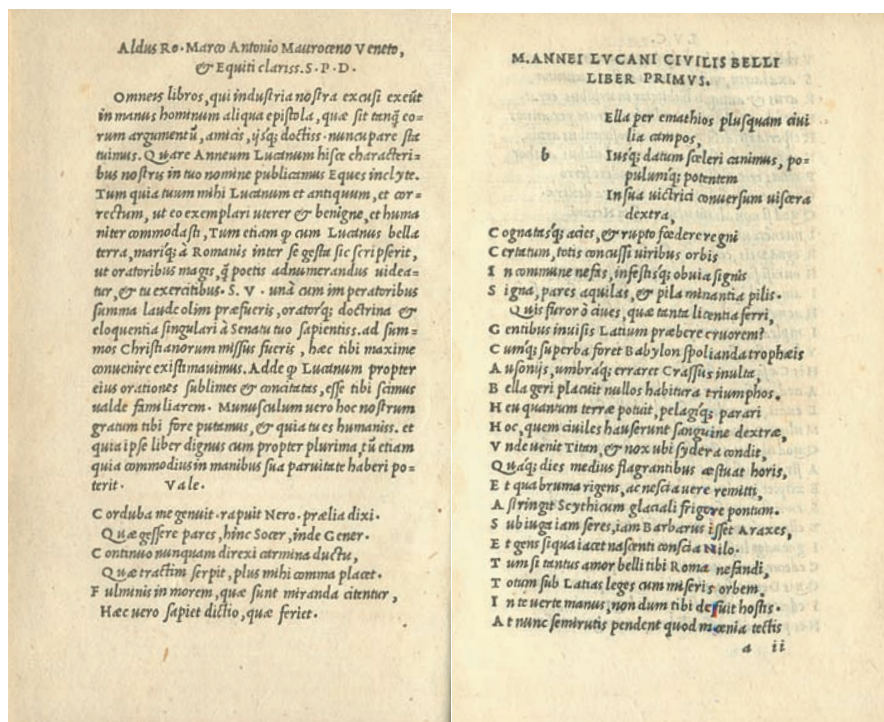 Aldus Ro. Marco Antonio Mauroceno Veneto,
& Equiti clariss. S. P. D.
Omneis libros, qui industria nostra excusi exeūt
in manus hominum aliqua epistola, quæ sit tanq̄ eo=
rum argumentū, amicis, ijsq; doctiss. nuncupare sta
tuimus. Quare Anneum Lucanum hisce characteri=
bus nostris in tuo nomine publicamus Eques inclyte.
Tum quia tuum mihi Lucanum et antiquum, et cor=
rectum, ut eo exemplari uterer & benigne, et huma
niter commodasti, Tum etiam φ cum Lucanus bella
terra, mariq; à Romanis inter se gesta sic scripserit,
ut oratoribus magis, q̄ poetis adnumerandus uidea=
tur, & tu exercitibus. S. V. unà cum imperatoribus
summa laude olim præfueris, oratorq; doctrina &
eloquentia singulari à Senatu tuo sapientiss. ad sum=
mos Christianorum missus fueris, hæc tibi maxime
conuenire existimauimus. Adde φ Lucanum propter
eius orationes sublimes & concitatas, esse tibi scimus
ualde familiarem. Munusculum uero hoc nostrum
gratum tibi fore putamus, & quia tu es humaniss. et
quia ipse liber dignus cum propter plurima, tū etiam
quia commodius in manibus sua paruitate haberi po=
terit. Vale.
Corduba me genuit. rapuit Nero. prælia dixi.
Quæ gessere pares, hinc Socer, inde Gener.
Continuo nunquam direxi carmina ductu,
Quæ tractim serpit, plus mihi comma placet.
Fulminis in morem, quæ sunt miranda citentur,
Hæc uero sapiet dictio, quæ feriet.
M. ANNEI LVCANI CIVILIS BELLI
LIBER PRIMVS.
Ella per emathios plusquam ciui
lia campos,
b Iusq; datum sceleri canimus, po=
pulumq; potentem
In sua uictrici conuersum uiscera
dextra,
Cognatasq; acies, & rupto fœdere regni
Certatum, totis concussi uiribus orbis
In commune nefas, infestisq; obuia signis
Signa, pares aquilas, & pila minantia pilis.
Quis furor ò ciues, quæ tanta licentia ferri,
Gentibus inuisis Latium præbere cruorem?
Cumq; superba foret Babylon spolianda trophæis
Ausonijs, umbraq; erraret Crassus inulta,
Bella geri placuit nullos habitura triumphos.
Heu quantum terræ potuit, pelagiq; parari
Hoc, quem ciuiles hauserunt sanguine dextræ,
Vnde uenit Titan, & nox ubi sydera condit,
Quaq; dies medius flagrantibus æstuat horis,
Et qua bruma rigens, ac nescia uere remitti,
Astringit Scythicum glaciali frigore pontum.
Sub iuga iam seres, iam Barbarus isset Araxes,
Et gens siqua iacet nascenti conscia Nilo.
Tum si tantus amor belli tibi Roma nefandi,
Totum sub Latias leges cum miseris orbem,
In te uerte manus, non dum tibi defuit hostis.
At nunc semirutis pendent quod mœnia tectis
a ii